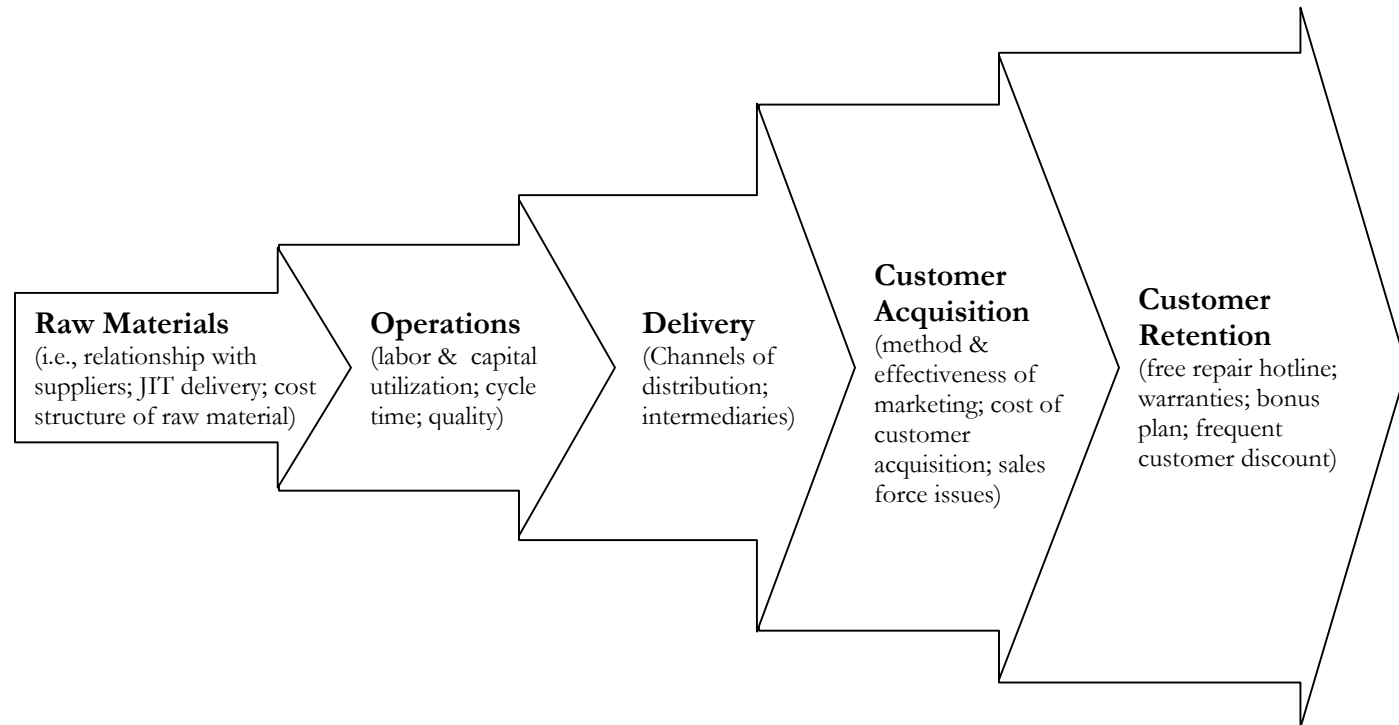 Raw Materials
(i.e., relationship with
suppliers; JIT delivery; cost
structure of raw material)
Operations
(labor & capital
utilization; cycle
time; quality)
Delivery
(Channels of
distribution;
intermediaries)
Customer
Acquisition
(method &
effectiveness of
marketing; cost of
customer
acquisition; sales
force issues)
Customer
Retention
(free repair hotline;
warranties; bonus
plan; frequent
customer discount)